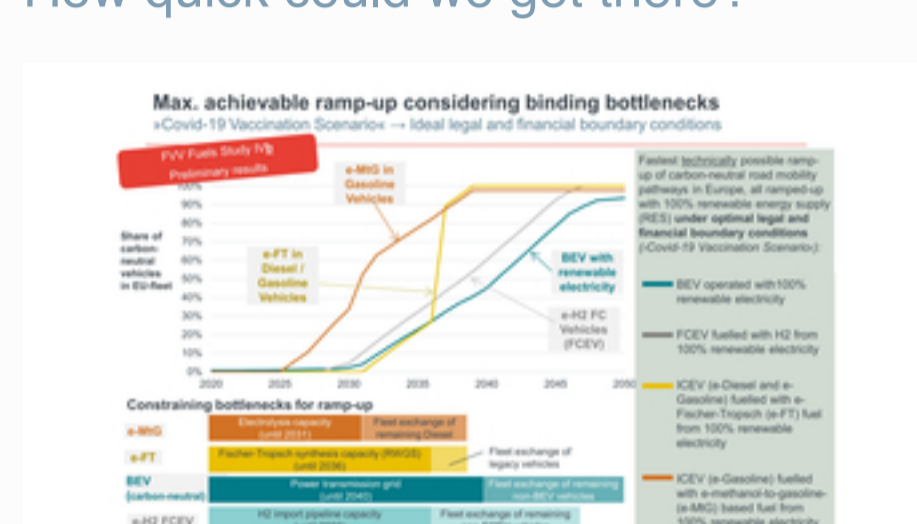 How quick could we get there?
Max. achievable ramp-up considering binding bottlenecks
»Covid-19 Vaccination Scenario« → Ideal legal and financial boundary conditions
FVV Fuels Study IVb
Preliminary results
Share of
carbon-
neutral
vehicles
in EU-fleet
100%
90%
80%
70%
60%
50%
40%
30%
20%
10%
0%
2020
2025
2030
2035
2040
2045
2050
e-MtG in
Gasoline
Vehicles
e-FT in
Diesel /
Gasoline
Vehicles
BEV with
renewable
electricity
e-H2 FC
Vehicles
(FCEV)
Fastest technically possible ramp-
up of carbon-neutral road mobility
pathways in Europe, all ramped-up
with 100% renewable energy supply
(RES) under optimal legal and
financial boundary conditions
(»Covid-19 Vaccination Scenario«):
BEV operated with100%
renewable electricity
FCEV fuelled with H2 from
100% renewable electricity
ICEV (e-Diesel and e-
Gasoline) fuelled with e-
Fischer-Tropsch (e-FT) fuel
from 100% renewable
electricity
ICEV (e-Gasoline) fuelled
with e-methanol-to-gasoline-
(e-MtG) based fuel from
100% renewable
Constraining bottlenecks for ramp-up
e-MtG
Electrolysis capacity
(until 2031)
Fleet exchange of
remaining Diesel
e-FT
Fischer-Tropsch synthesis capacity (RWGS)
(until 2036)
Fleet exchange of
legacy vehicles
BEV
(carbon-neutral)
Power transmission grid
(until 2040)
Fleet exchange of remaining
non-BEV vehicles
e-H2 FCEV
H2 import pipeline capacity
Fleet exchange of remaining